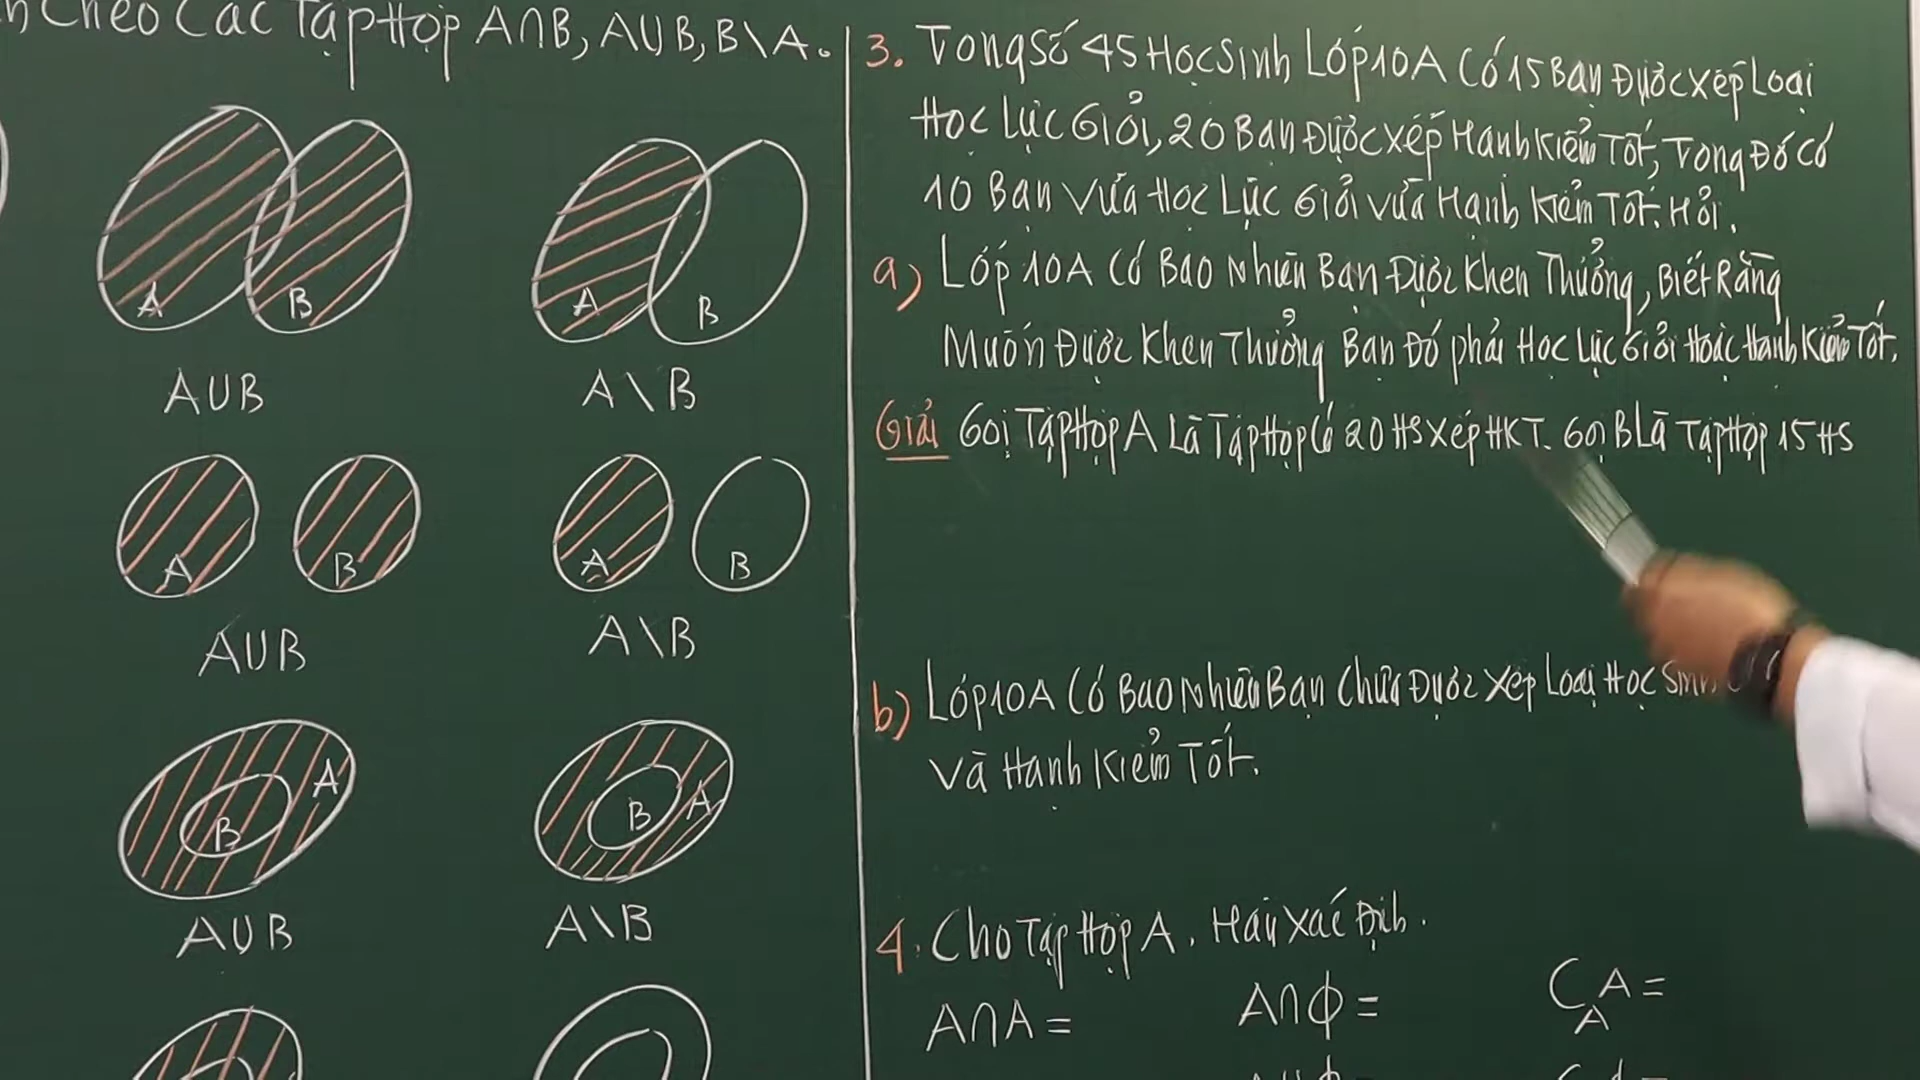 Chéo Các Tập Hợp A∩B, A∪B, B\A.
A
B
A∪B
A
B
A\B
A
B
A∪B
A
B
A\B
A
B
A∪B
B
A
A\B
3. Tong Số 45 Học Sinh Lớp 10A Có 15 Bạn Được Xếp Loại
Học Lực Giỏi, 20 Bạn Được Xếp Hạnh Kiểm Tốt, Tong Đó Có
10 Bạn Vừa Học Lực Giỏi Vừa Hạnh Kiểm Tốt. Hỏi.
a) Lớp 10A Có Bao Nhiên Bạn Được Khen Thưởng, Biết Rằng
Muốn Được Khen Thưởng Bạn Đó phải Học Lực Giỏi Hoặc Hạnh Kiểm Tốt.
Giải Gọi Tập Hợp A Là Tập Hợp Có 20 HS Xếp HKT. Gọi B Là Tập Hợp 15 HS
b) Lớp 10A Có Bao Nhiêu Bạn Chưa Được Xếp Loại Học
Và Hạnh Kiểm Tốt.
4. Cho Tập Hợp A. Hãy Xác Định.
A∩A = A∩ϕ = C_A A =